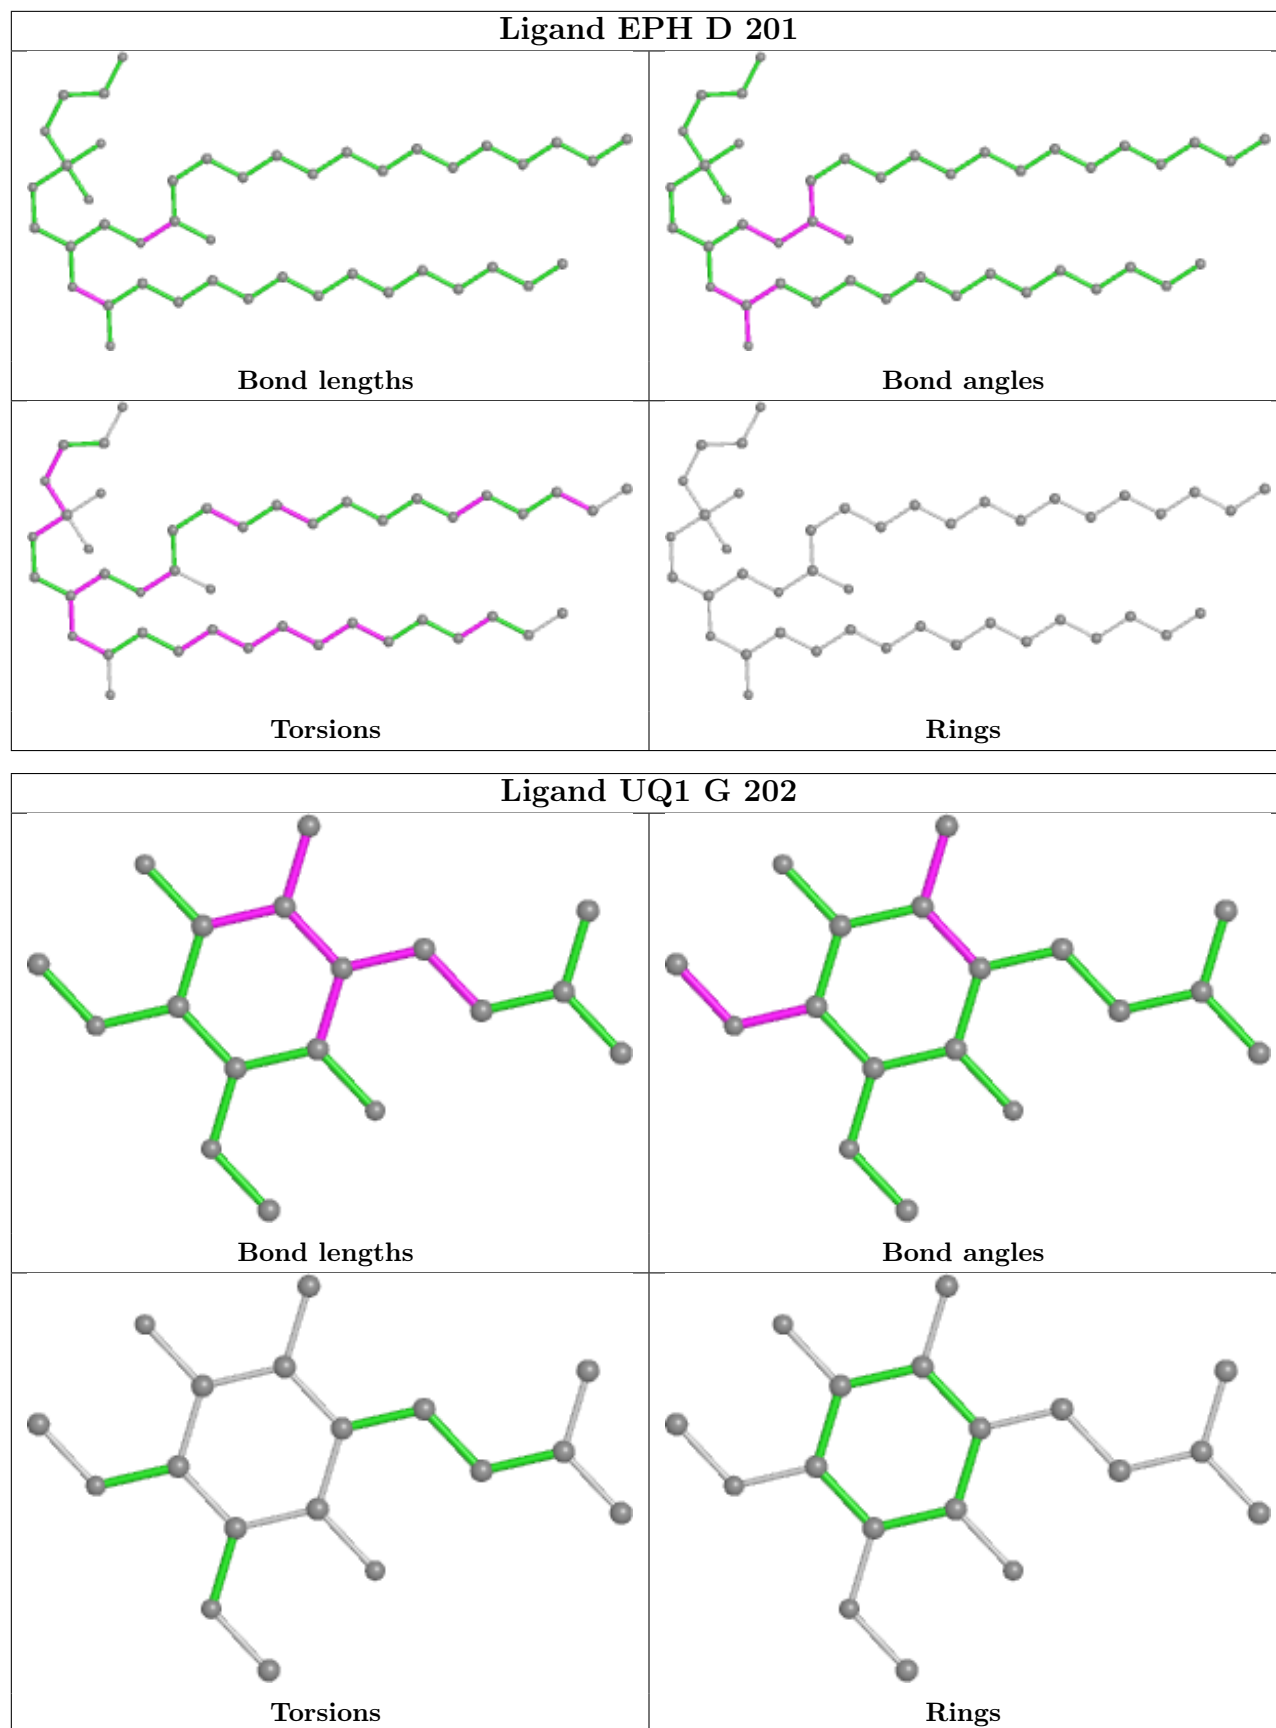 Ligand EPH D 201
Bond lengths
Bond angles
Torsions
Rings
Ligand UQ1 G 202
Bond lengths
Bond angles
Torsions
Rings